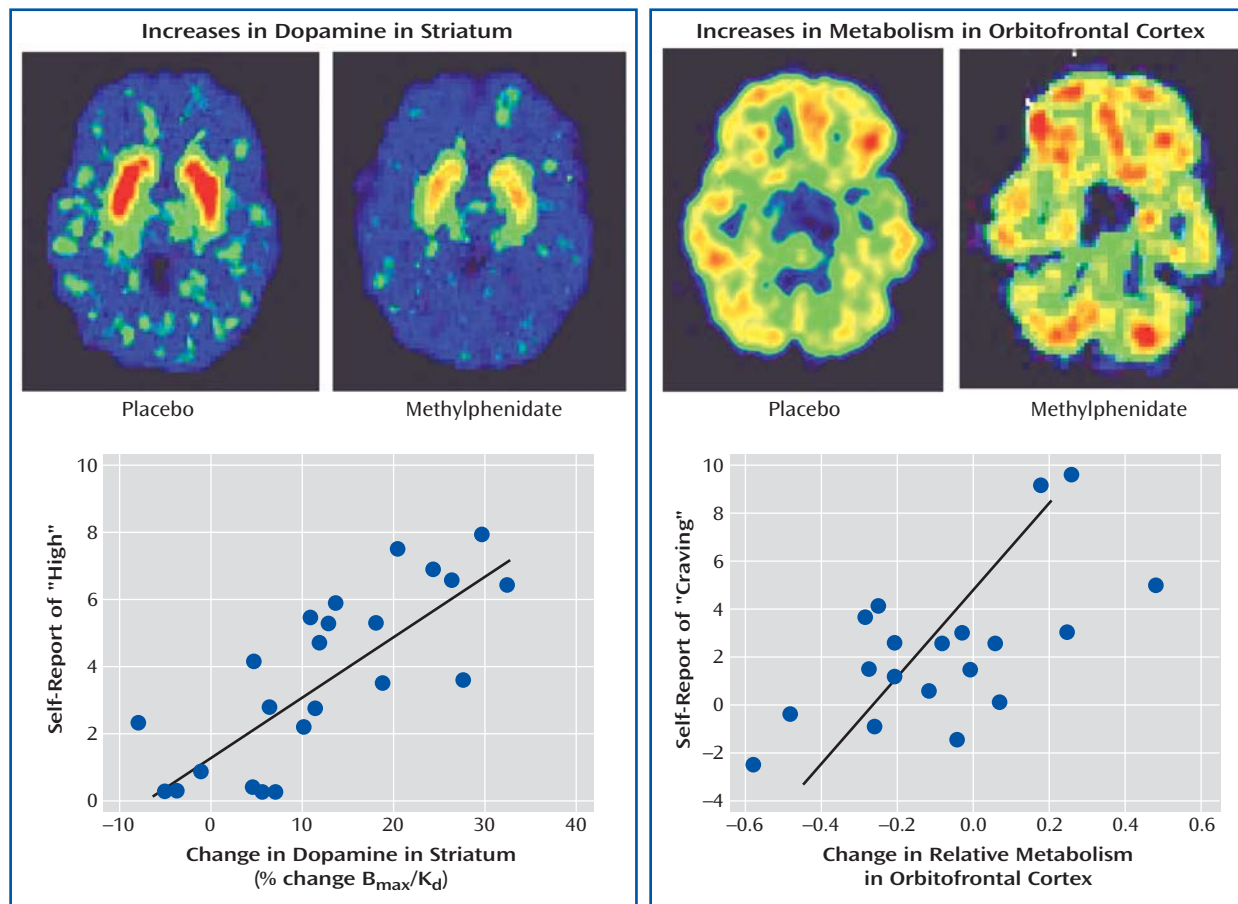 Increases in Dopamine in Striatum
Placebo
Methylphenidate
Self-Report of "High"
10
8
6
4
2
0
–10
0
10
20
30
40
Change in Dopamine in Striatum
(% change Bmax/Kd)
Increases in Metabolism in Orbitofrontal Cortex
Placebo
Methylphenidate
Self-Report of "Craving"
10
8
6
4
2
0
–2
–4
–0.6
–0.4
–0.2
0.0
0.2
0.4
0.6
Change in Relative Metabolism
in Orbitofrontal Cortex